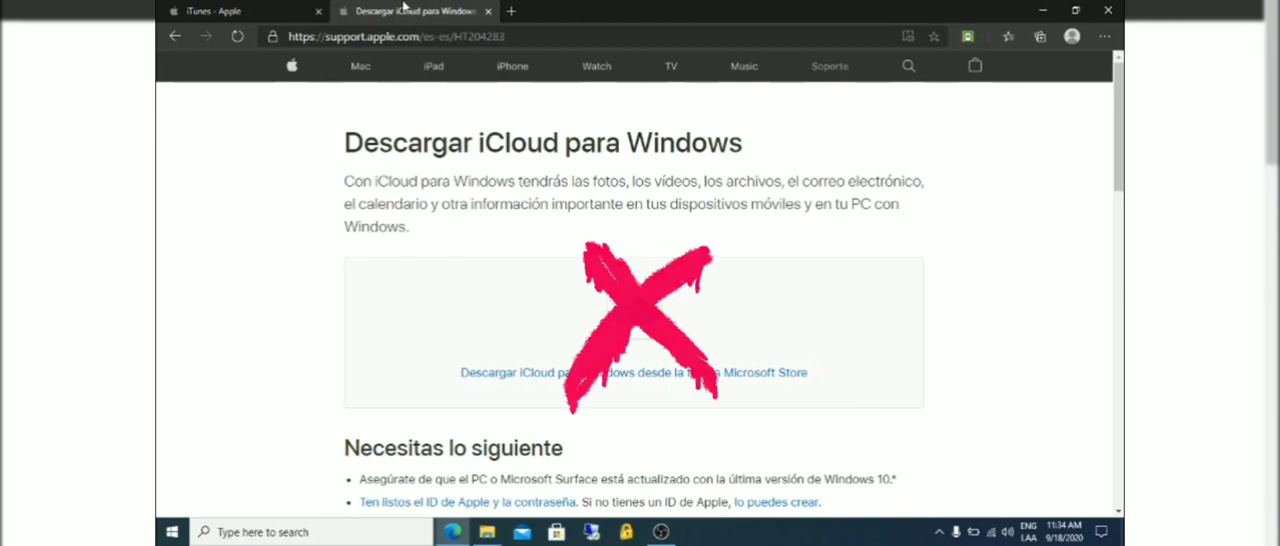 iTunes - Apple
Descargar iCloud para Windows
https://support.apple.com/es-es/HT204283
Mac iPad iPhone Watch TV Music Soporte
Descargar iCloud para Windows
Con iCloud para Windows tendrás las fotos, los vídeos, los archivos, el correo electrónico,
el calendario y otra información importante en tus dispositivos móviles y en tu PC con
Windows.
Descargar iCloud desde la Microsoft Store
Necesitas lo siguiente
• Asegúrate de que el PC o Microsoft Surface está actualizado con la última versión de Windows 10.*
• Ten listos el ID de Apple y la contraseña. Si no tienes un ID de Apple, lo puedes crear.
Type here to search
ENG 11:34 AM
LAA 9/18/2020